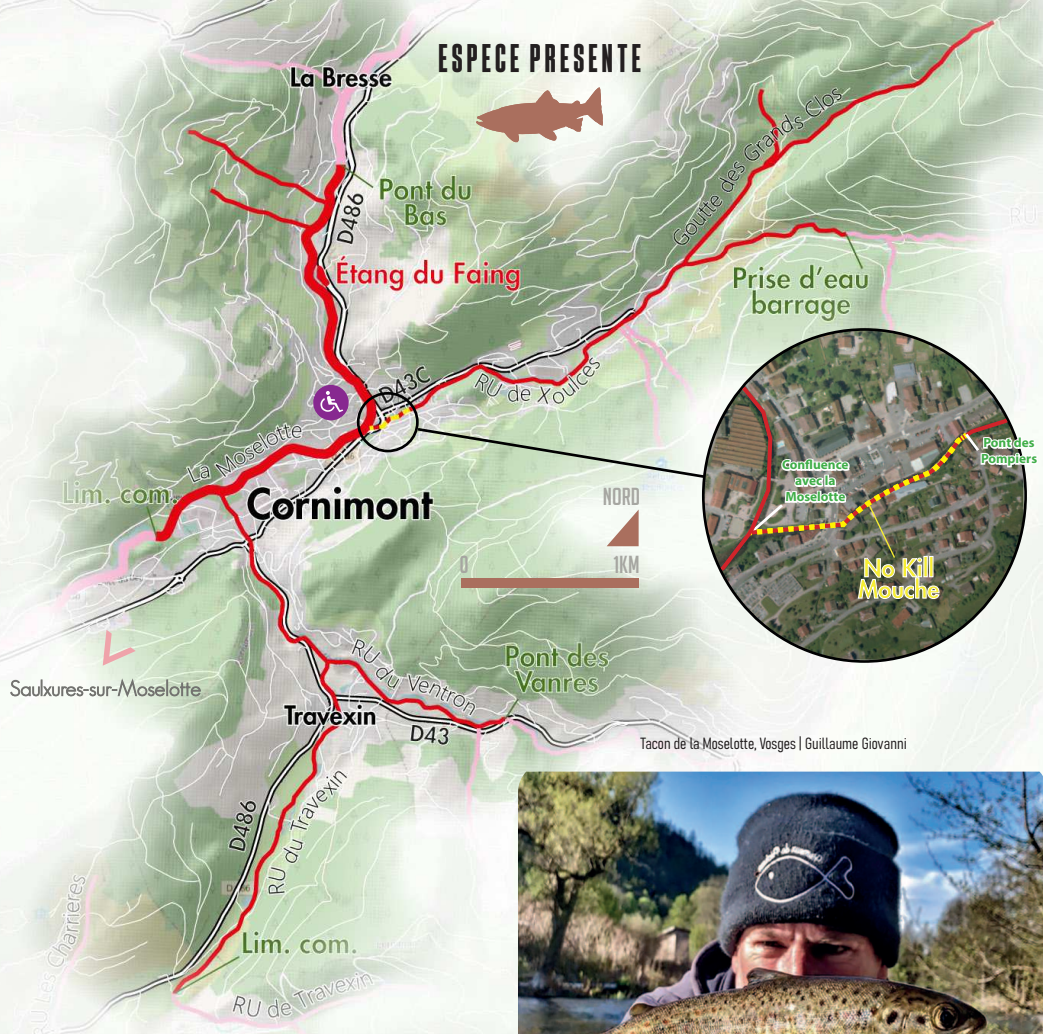 ESPECE PRESENTE
La Bresse
Pont du
Bas
D486
Étang du Faing
Goutte des Grands Clos
RU
Prise d'eau
barrage
D43C
RU de Xoulces
La Moselotte
Lim. com.
Cornimont
NORD
0 1KM
Confluence
avec la
Moselotte
Pont des
Pompiers
No Kill
Mouche
Saulxures-sur-Moselotte
RU du Ventron
Pont des
Vanres
Travexin
D43
Tacon de la Moselotte, Vosges | Guillaume Giovanni
D486
RU du Travexin
RU Les Charrieres
Lim. com.
RU de Travexin